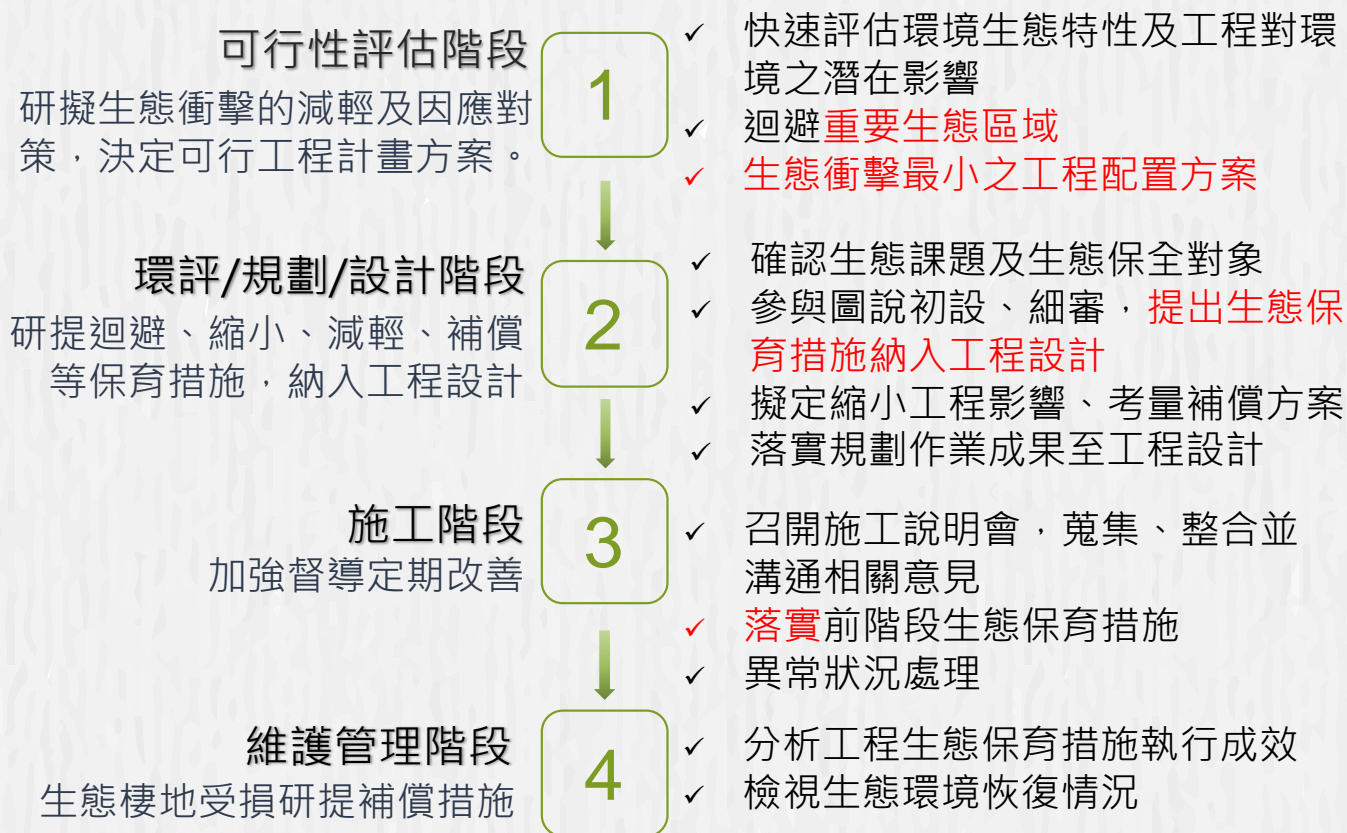 可行性評估階段
研擬生態衝擊的減輕及因應對
策，決定可行工程計畫方案。
1
✓ 快速評估環境生態特性及工程對環
境之潛在影響
✓ 迴避重要生態區域
✓ 生態衝擊最小之工程配置方案
環評/規劃/設計階段
研提迴避、縮小、減輕、補償
等保育措施，納入工程設計
2
✓ 確認生態課題及生態保全對象
✓ 參與圖說初設、細審，提出生態保
育措施納入工程設計
✓ 擬定縮小工程影響、考量補償方案
✓ 落實規劃作業成果至工程設計
施工階段
加強督導定期改善
3
✓ 召開施工說明會，蒐集、整合並
溝通相關意見
✓ 落實前階段生態保育措施
✓ 異常狀況處理
維護管理階段
生態棲地受損研提補償措施
4
✓ 分析工程生態保育措施執行成效
✓ 檢視生態環境恢復情況